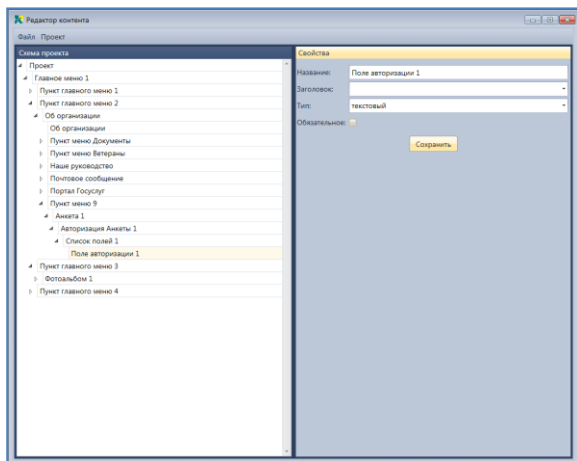 Редактор контента
Файл Проект
Схема проекта
Проект
Главное меню 1
Пункт главного меню 1
Пункт главного меню 2
Об организации
Об организации
Пункт меню Документы
Пункт меню Ветераны
Наше руководство
Почтовое сообщение
Портал Госуслуг
Пункт меню 9
Анкета 1
Авторизация Анкеты 1
Список полей 1
Поле авторизации 1
Пункт главного меню 3
Фотоальбом 1
Пункт главного меню 4
Свойства
Название: Поле авторизации 1
Заголовок:
Тип: текстовый
Обязательное:
Сохранить